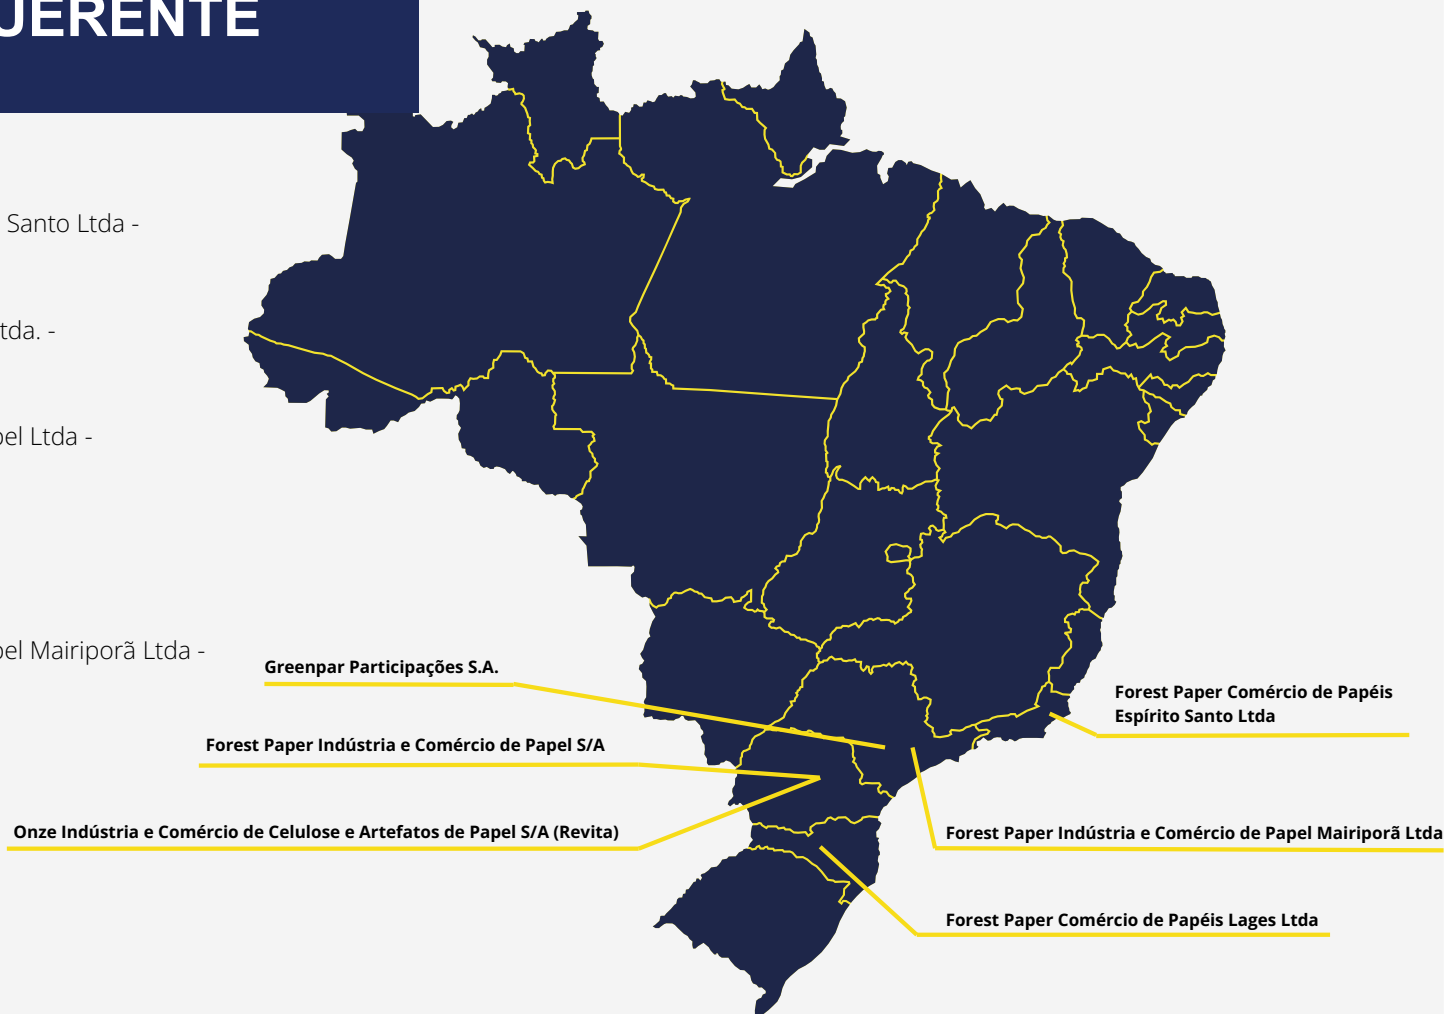 UERENTE
Santo Ltda -
tda. -
pel Ltda -
pel Mairiporã Ltda -
Greenpar Participações S.A.
Forest Paper Comércio de Papéis
Espírito Santo Ltda
Forest Paper Indústria e Comércio de Papel S/A
Onze Indústria e Comércio de Celulose e Artefatos de Papel S/A (Revita)
Forest Paper Indústria e Comércio de Papel Mairiporã Ltda
Forest Paper Comércio de Papéis Lages Ltda